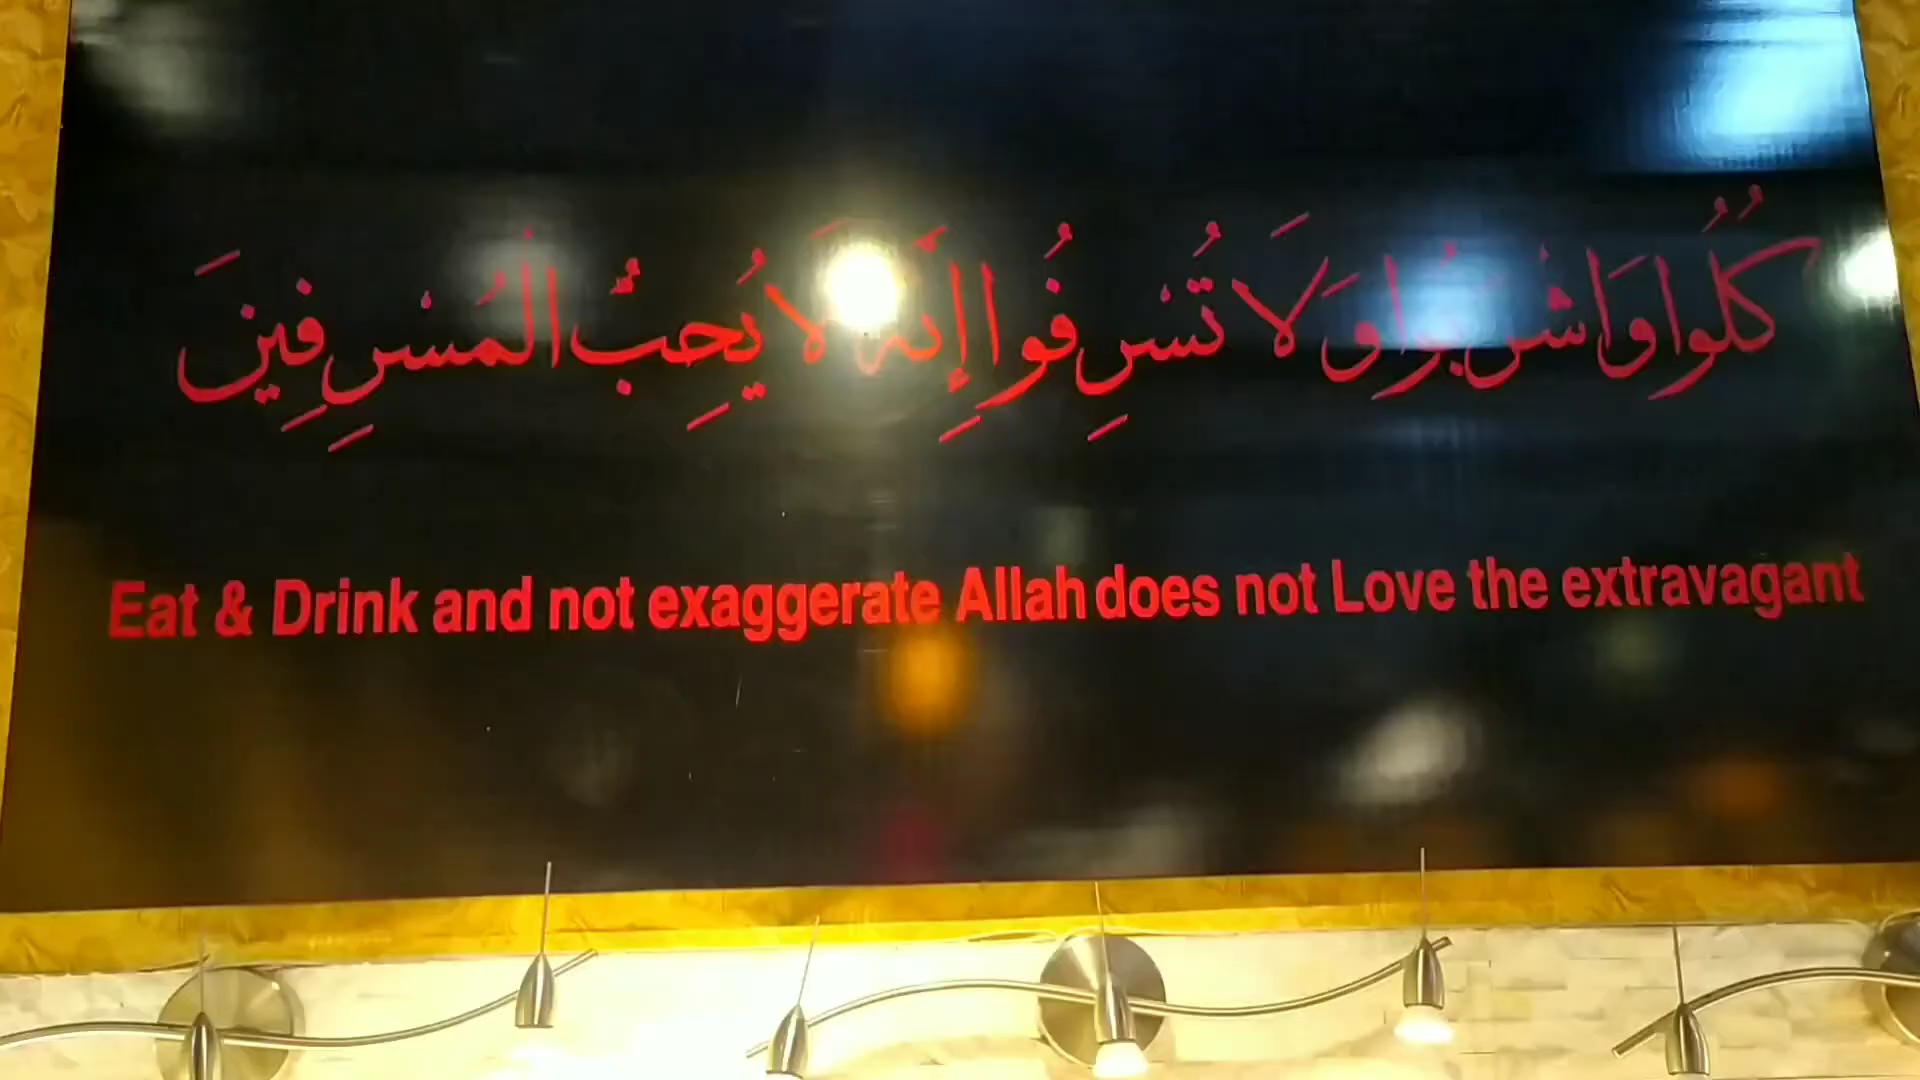 كُلُوا وَاشْرَبُوا وَلَا تُسْرِفُوا إِنَّهُ لَا يُحِبُّ الْمُسْرِفِينَ
Eat & Drink and not exaggerate Allah does not Love the extravagant